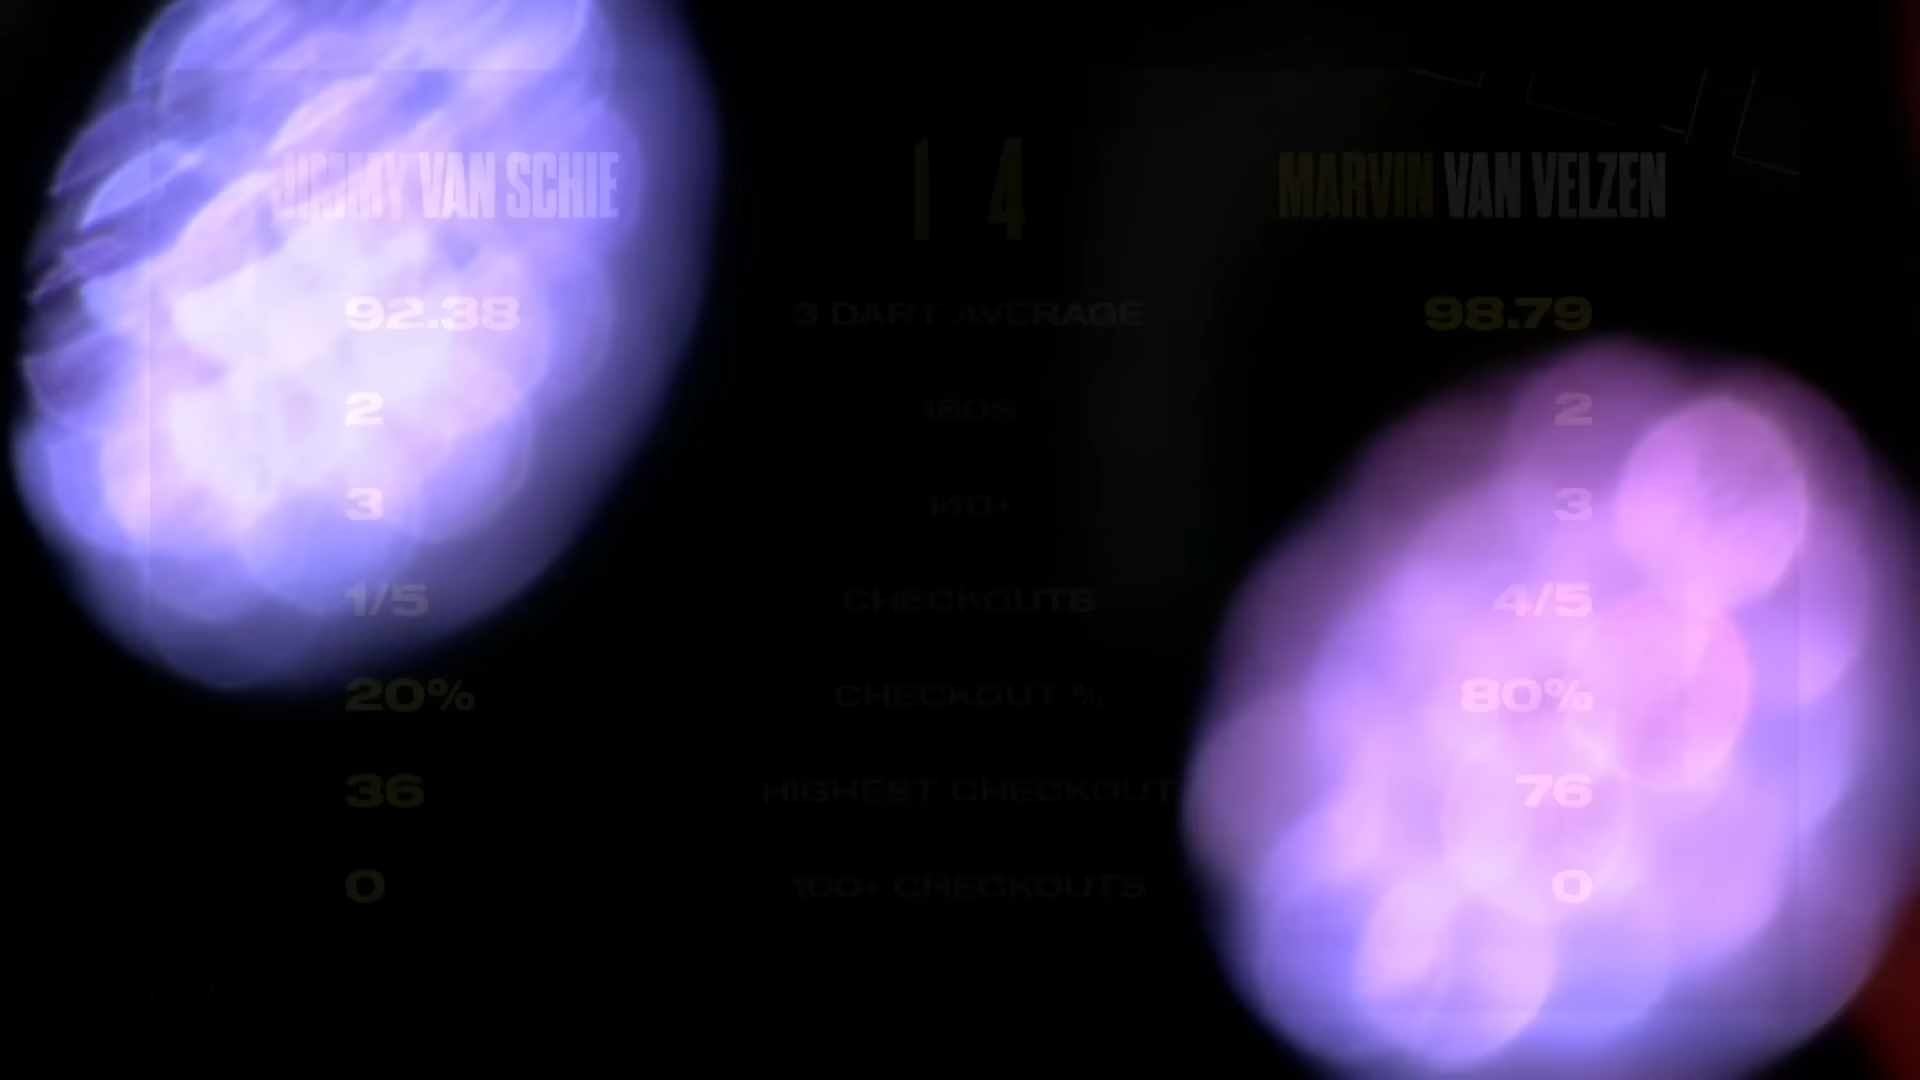 JIMMY VAN SCHIE 1 4 MARVIN VAN VELZEN
92.38 3 DART AVERAGE 98.79
2 180S 2
3 140+ 3
1/5 CHECKOUTS 4/5
20% CHECKOUT % 80%
36 HIGHEST CHECKOUT 76
0 100+ CHECKOUTS 0